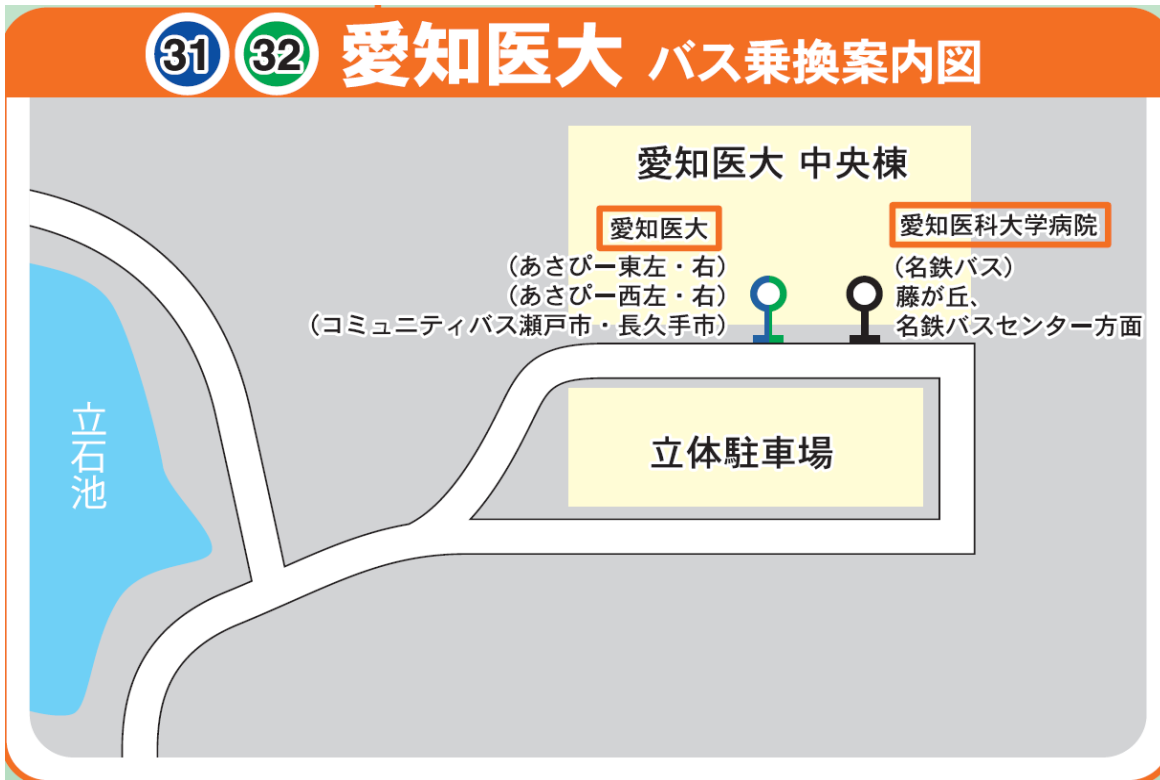 31 32 愛知医大 バス乗換案内図
愛知医大 中央棟
愛知医大
(あさぴー東左・右)
(あさぴー西左・右)
(コミュニティバス瀬戸市・長久手市)
愛知医科大学病院
(名鉄バス)
藤が丘、
名鉄バスセンター方面
立体駐車場
立石池